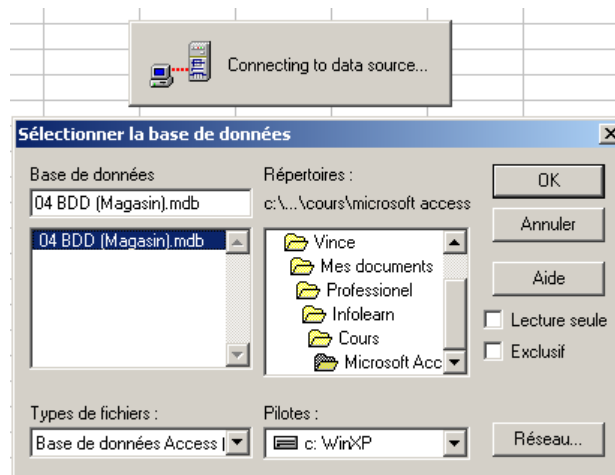 Connecting to data source...
Sélectionner la base de données
Base de données
04 BDD (Magasin).mdb
04 BDD (Magasin).mdb
Types de fichiers :
Base de données Access (
Répertoires :
c:\...\cours\microsoft access
Vince
Mes documents
Professionel
Infolearn
Cours
Microsoft Acc
Pilotes :
c: WinXP
OK
Annuler
Aide
Lecture seule
Exclusif
Réseau...